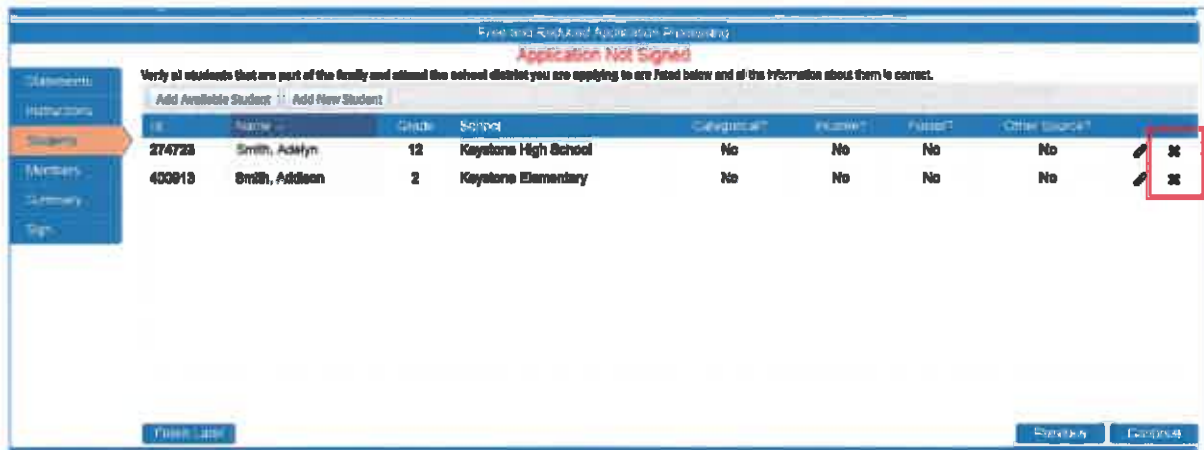 Free and Reduced Application Processing
Application Not Signed
Verify all students that are part of the family and attend the school district you are applying to are listed below and all the information about them is correct.
Statements
Instructions
Students
Members
Summary
Sign
Add Available Student Add New Student
Id Name Grade School Categorical? Income? Foster? Other Source?
274723 Smith, Adelyn 12 Keystone High School No No No No
400913 Smith, Addison 2 Keystone Elementary No No No No
Finish Later Previous Continue